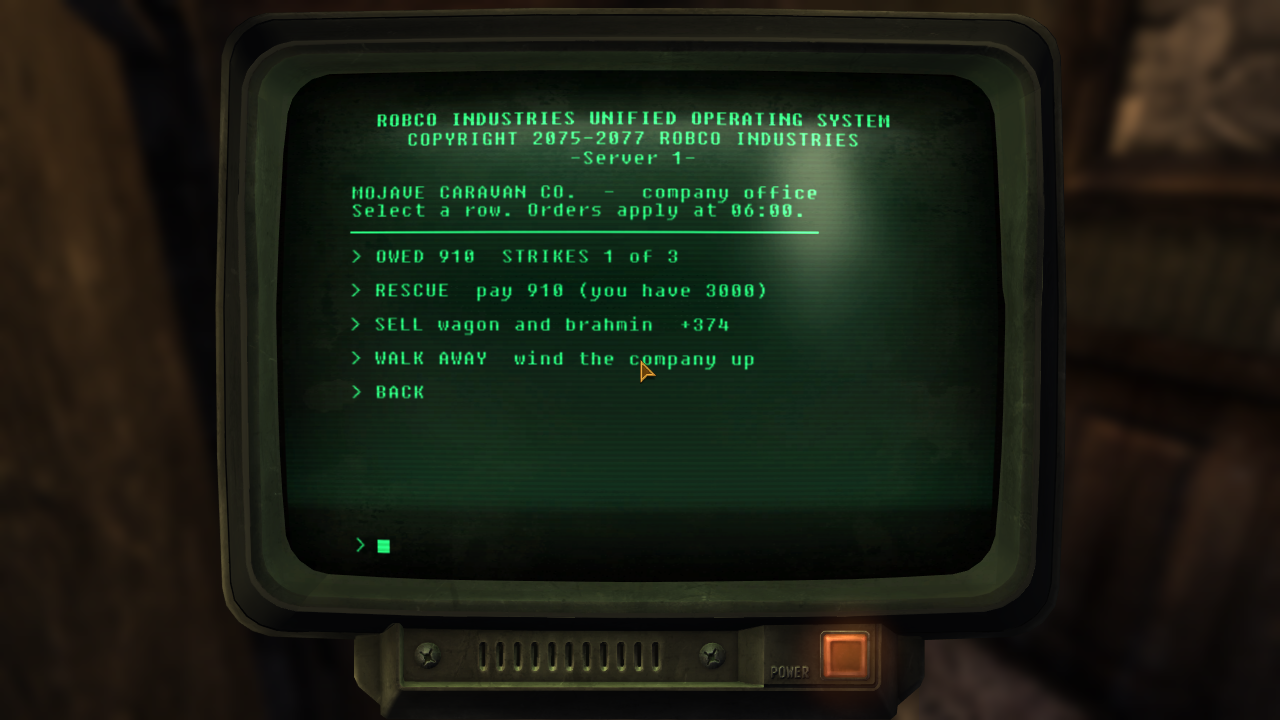 ROBCO INDUSTRIES UNIFIED OPERATING SYSTEM
COPYRIGHT 2075-2077 ROBCO INDUSTRIES
-Server 1-
MOJAVE CARAVAN CO.  -  company office
Select a row. Orders apply at 06:00.
> OWED 910  STRIKES 1 of 3
> RESCUE  pay 910 (you have 3000)
> SELL wagon and brahmin  +374
> WALK AWAY  wind the company up
> BACK
>
POWER